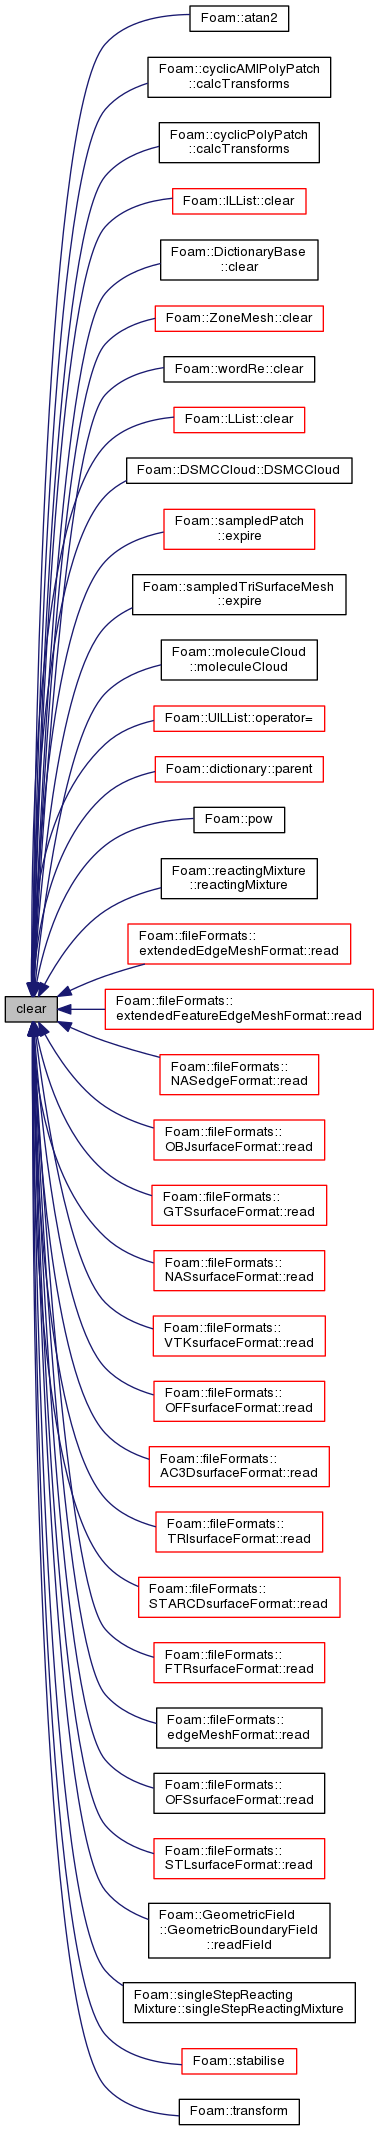 Foam::atan2
Foam::cyclicAMIPolyPatch
::calcTransforms
Foam::cyclicPolyPatch
::calcTransforms
Foam::ILList::clear
Foam::DictionaryBase
::clear
Foam::ZoneMesh::clear
Foam::wordRe::clear
Foam::LList::clear
Foam::DSMCCloud::DSMCCloud
Foam::sampledPatch
::expire
Foam::sampledTriSurfaceMesh
::expire
Foam::moleculeCloud
::moleculeCloud
Foam::UILList::operator=
Foam::dictionary::parent
Foam::pow
Foam::reactingMixture
::reactingMixture
Foam::fileFormats::
extendedEdgeMeshFormat::read
clear
Foam::fileFormats::
extendedFeatureEdgeMeshFormat::read
Foam::fileFormats::
NASedgeFormat::read
Foam::fileFormats::
OBJsurfaceFormat::read
Foam::fileFormats::
GTSsurfaceFormat::read
Foam::fileFormats::
NASsurfaceFormat::read
Foam::fileFormats::
VTKsurfaceFormat::read
Foam::fileFormats::
OFFsurfaceFormat::read
Foam::fileFormats::
AC3DsurfaceFormat::read
Foam::fileFormats::
TRIsurfaceFormat::read
Foam::fileFormats::
STARCDsurfaceFormat::read
Foam::fileFormats::
FTRsurfaceFormat::read
Foam::fileFormats::
edgeMeshFormat::read
Foam::fileFormats::
OFSsurfaceFormat::read
Foam::fileFormats::
STLsurfaceFormat::read
Foam::GeometricField
::GeometricBoundaryField
::readField
Foam::singleStepReacting
Mixture::singleStepReactingMixture
Foam::stabilise
Foam::transform